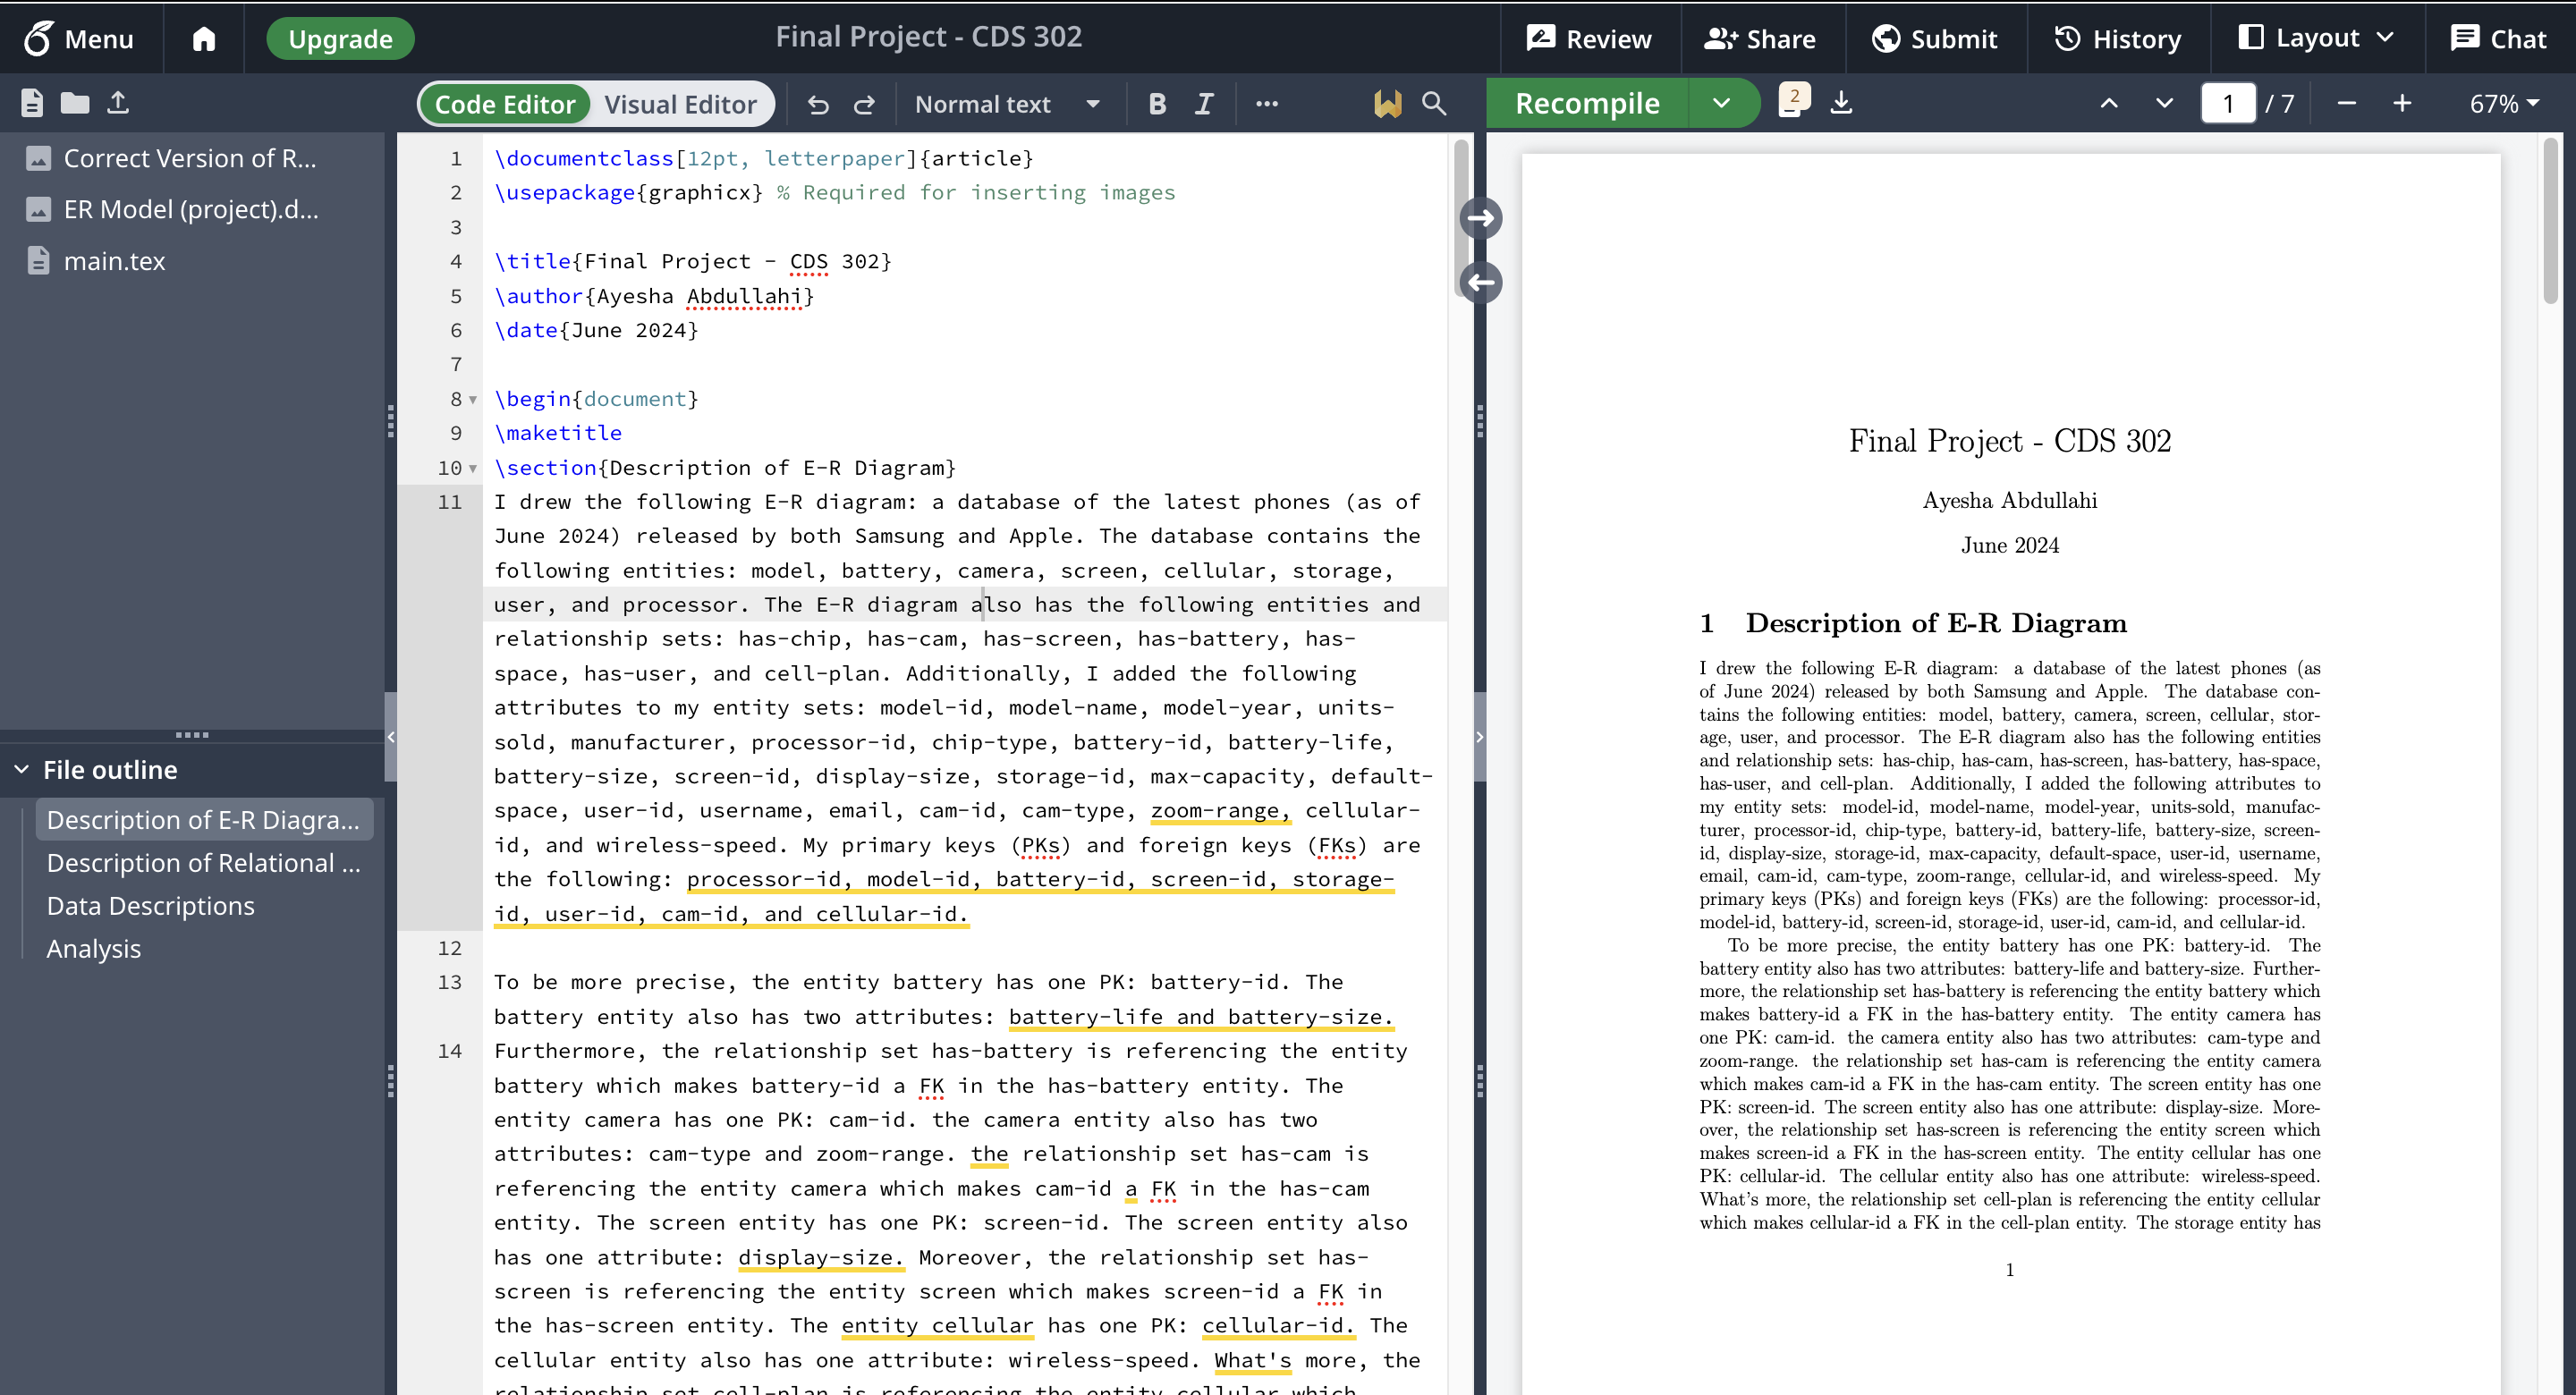 Menu
Upgrade
Final Project - CDS 302
Review
Share
Submit
History
Layout
Chat
Code Editor
Visual Editor
Normal text
B
I
Recompile
2
1
/ 7
67%
Correct Version of R...
ER Model (project).d...
main.tex
File outline
Description of E-R Diagra...
Description of Relational ...
Data Descriptions
Analysis
1 \documentclass[12pt, letterpaper]{article}
2 \usepackage{graphicx} % Required for inserting images
3
4 \title{Final Project - CDS 302}
5 \author{Ayesha Abdullahi}
6 \date{June 2024}
7
8 \begin{document}
9 \maketitle
10 \section{Description of E-R Diagram}
11 I drew the following E-R diagram: a database of the latest phones (as of
June 2024) released by both Samsung and Apple. The database contains the
following entities: model, battery, camera, screen, cellular, storage,
user, and processor. The E-R diagram also has the following entities and
relationship sets: has-chip, has-cam, has-screen, has-battery, has-
space, has-user, and cell-plan. Additionally, I added the following
attributes to my entity sets: model-id, model-name, model-year, units-
sold, manufacturer, processor-id, chip-type, battery-id, battery-life,
battery-size, screen-id, display-size, storage-id, max-capacity, default-
space, user-id, username, email, cam-id, cam-type, zoom-range, cellular-
id, and wireless-speed. My primary keys (PKs) and foreign keys (FKs) are
the following: processor-id, model-id, battery-id, screen-id, storage-
id, user-id, cam-id, and cellular-id.
12
13 To be more precise, the entity battery has one PK: battery-id. The
battery entity also has two attributes: battery-life and battery-size.
14 Furthermore, the relationship set has-battery is referencing the entity
battery which makes battery-id a FK in the has-battery entity. The
entity camera has one PK: cam-id. the camera entity also has two
attributes: cam-type and zoom-range. the relationship set has-cam is
referencing the entity camera which makes cam-id a FK in the has-cam
entity. The screen entity has one PK: screen-id. The screen entity also
has one attribute: display-size. Moreover, the relationship set has-
screen is referencing the entity screen which makes screen-id a FK in
the has-screen entity. The entity cellular has one PK: cellular-id. The
cellular entity also has one attribute: wireless-speed. What's more, the
relationship set cell-plan is referencing the entity cellular which
Final Project - CDS 302
Ayesha Abdullahi
June 2024
1 Description of E-R Diagram
I drew the following E-R diagram: a database of the latest phones (as
of June 2024) released by both Samsung and Apple. The database con-
tains the following entities: model, battery, camera, screen, cellular, stor-
age, user, and processor. The E-R diagram also has the following entities
and relationship sets: has-chip, has-cam, has-screen, has-battery, has-space,
has-user, and cell-plan. Additionally, I added the following attributes to
my entity sets: model-id, model-name, model-year, units-sold, manufac-
turer, processor-id, chip-type, battery-id, battery-life, battery-size, screen-
id, display-size, storage-id, max-capacity, default-space, user-id, username,
email, cam-id, cam-type, zoom-range, cellular-id, and wireless-speed. My
primary keys (PKs) and foreign keys (FKs) are the following: processor-id,
model-id, battery-id, screen-id, storage-id, user-id, cam-id, and cellular-id.
To be more precise, the entity battery has one PK: battery-id. The
battery entity also has two attributes: battery-life and battery-size. Further-
more, the relationship set has-battery is referencing the entity battery which
makes battery-id a FK in the has-battery entity. The entity camera has
one PK: cam-id. the camera entity also has two attributes: cam-type and
zoom-range. the relationship set has-cam is referencing the entity camera
which makes cam-id a FK in the has-cam entity. The screen entity has one
PK: screen-id. The screen entity also has one attribute: display-size. More-
over, the relationship set has-screen is referencing the entity screen which
makes screen-id a FK in the has-screen entity. The entity cellular has one
PK: cellular-id. The cellular entity also has one attribute: wireless-speed.
What's more, the relationship set cell-plan is referencing the entity cellular
which makes cellular-id a FK in the cell-plan entity. The storage entity has
1